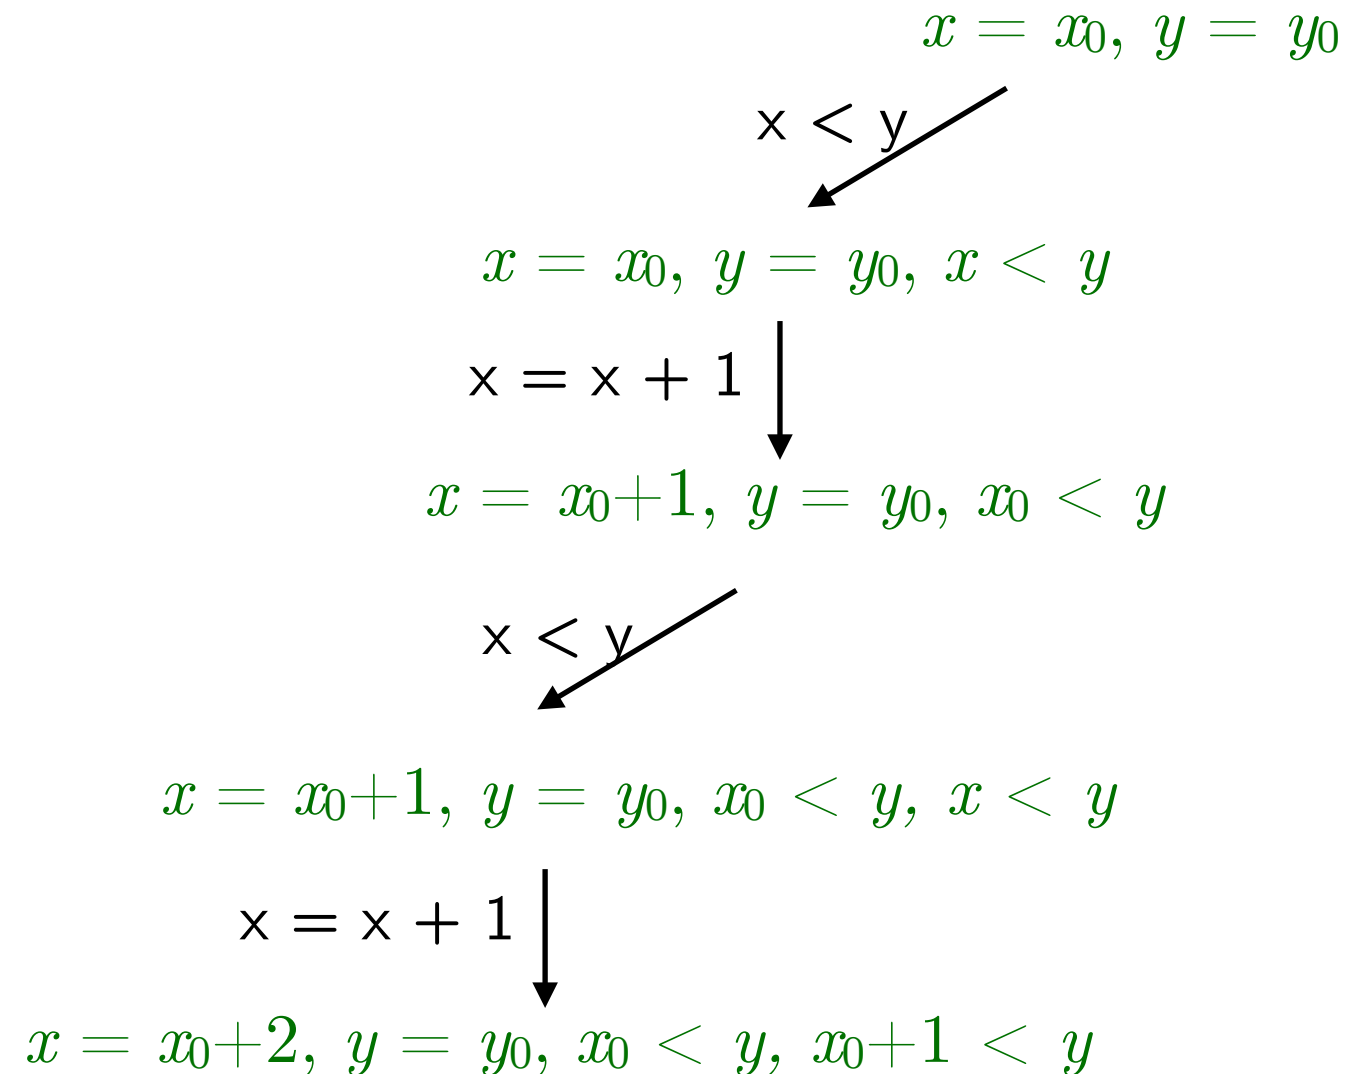 x = x₀, y = y₀
x < y
x = x₀, y = y₀, x < y
x = x + 1
x = x₀+1, y = y₀, x₀ < y
x < y
x = x₀+1, y = y₀, x₀ < y, x < y
x = x + 1
x = x₀+2, y = y₀, x₀ < y, x₀+1 < y